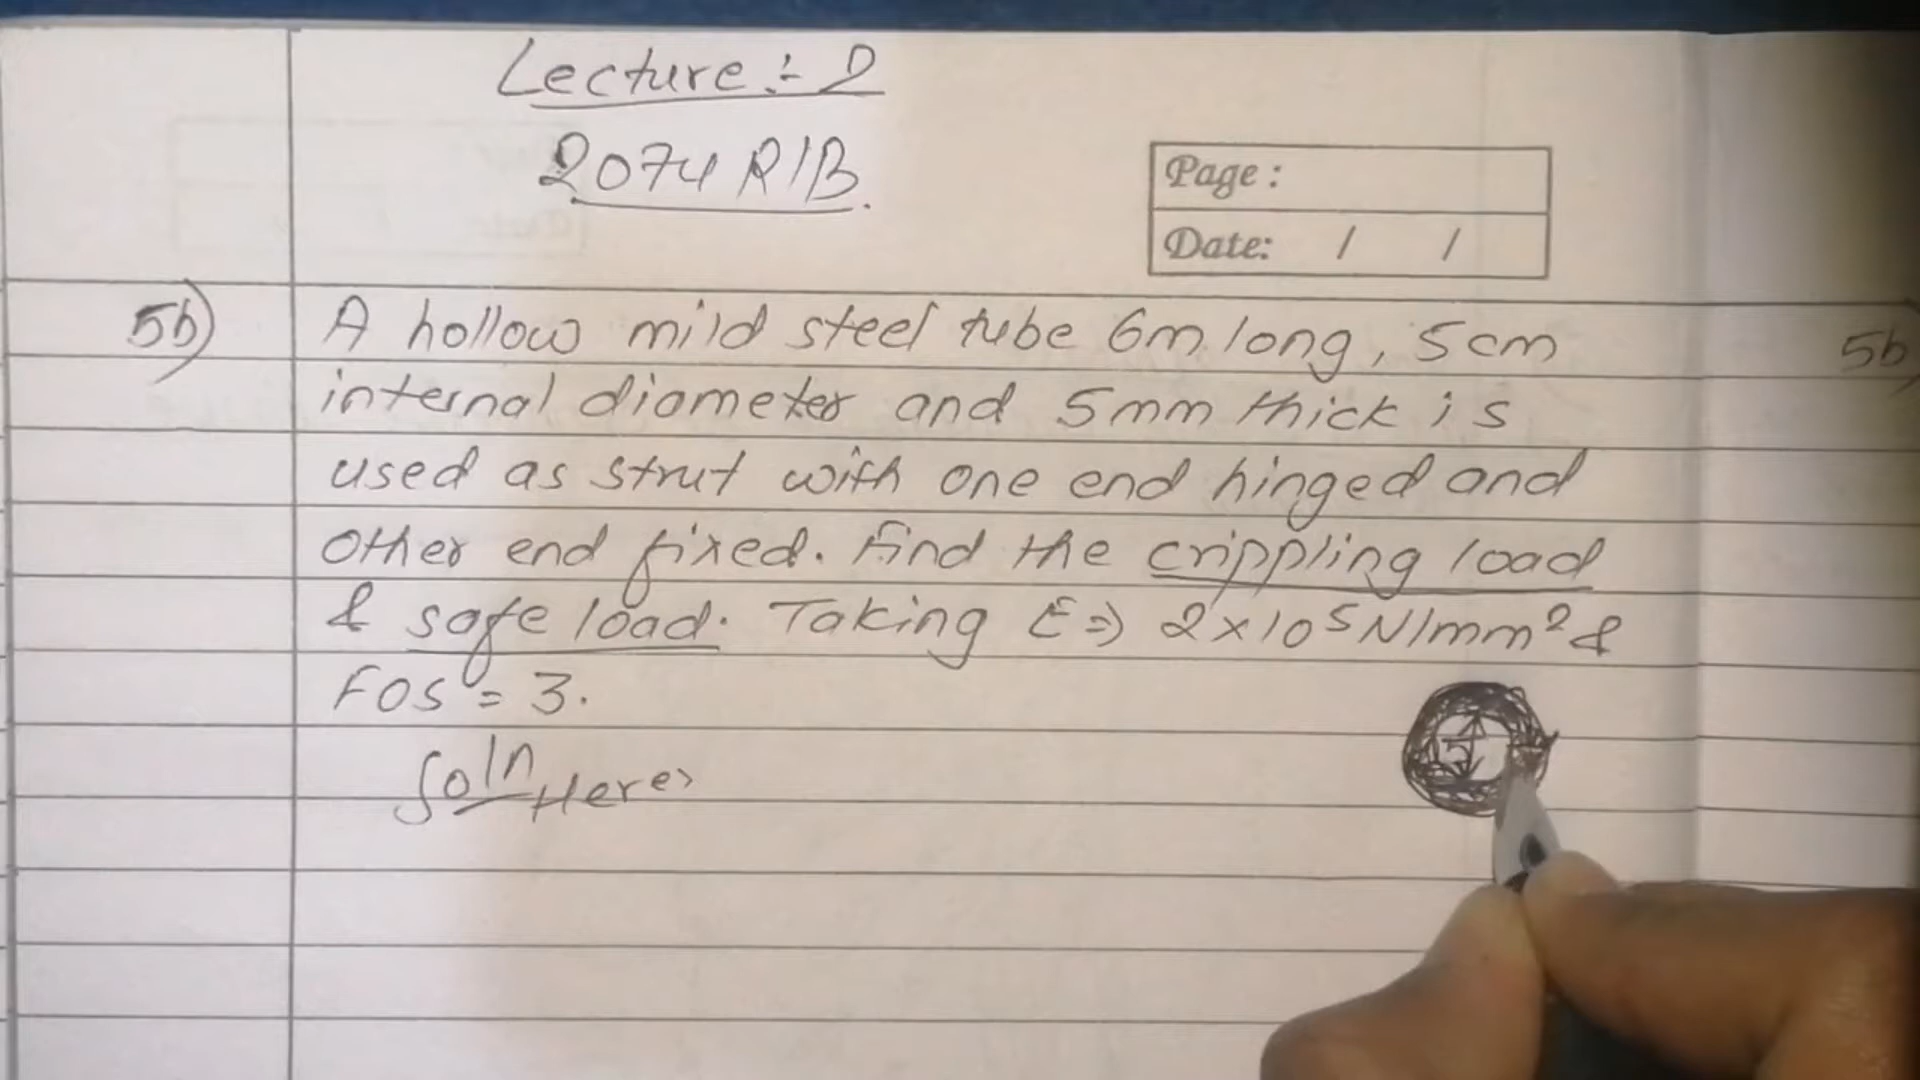 Lecture :- 2
2074 R/B.
Page :
Date: / /
5b) A hollow mild steel tube 6m long, 5cm
internal diameter and 5mm thick is
used as strut with one end hinged and
other end fixed. find the crippling load
& safe load. Taking E => 2×10⁵N/mm² &
FOS = 3.
Soln Here,
5
5b)